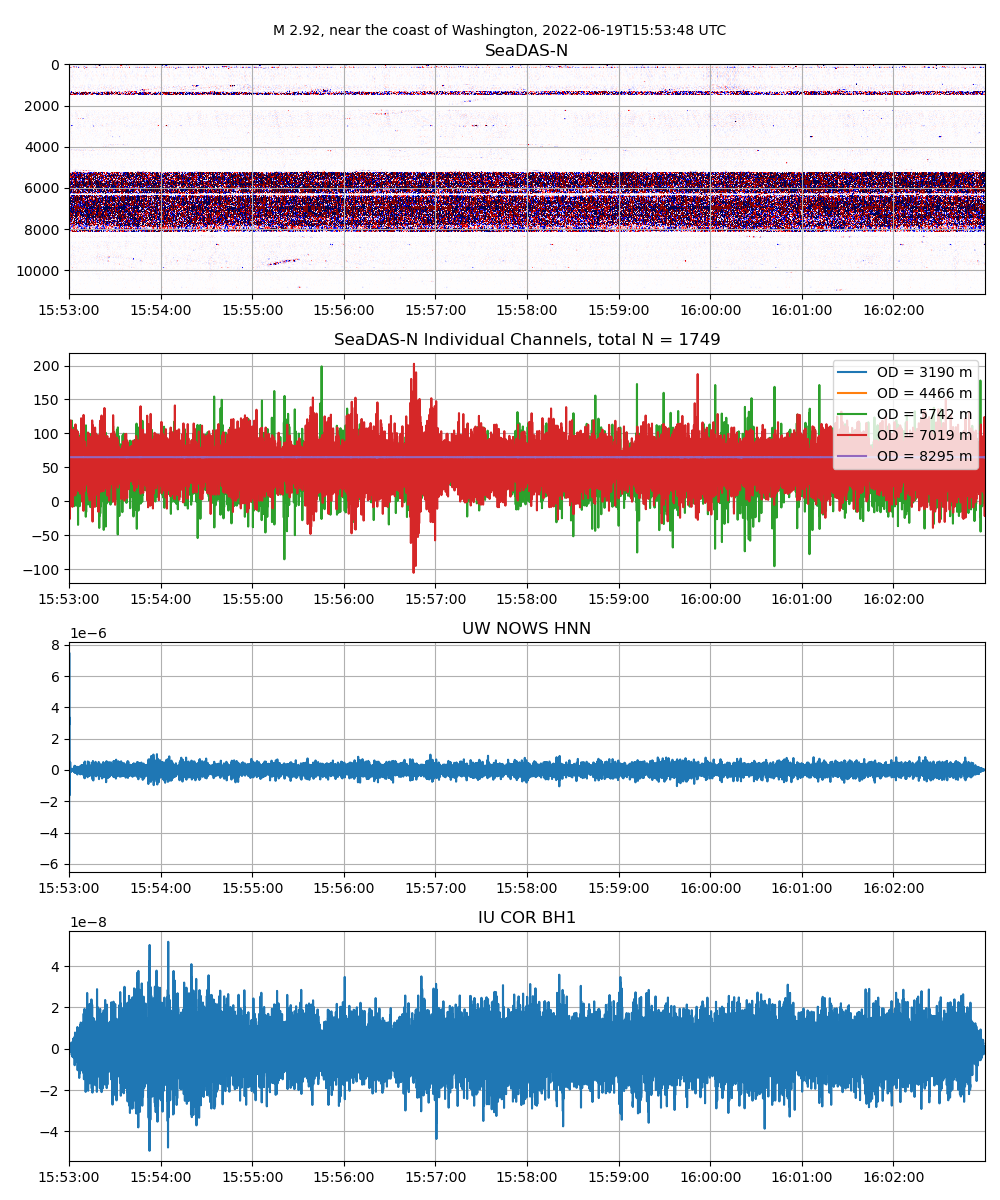 M 2.92, near the coast of Washington, 2022-06-19T15:53:48 UTC
SeaDAS-N
0
2000
4000
6000
8000
10000
15:53:00 15:54:00 15:55:00 15:56:00 15:57:00 15:58:00 15:59:00 16:00:00 16:01:00 16:02:00
SeaDAS-N Individual Channels, total N = 1749
200
150
100
50
0
−50
−100
OD = 3190 m
OD = 4466 m
OD = 5742 m
OD = 7019 m
OD = 8295 m
15:53:00 15:54:00 15:55:00 15:56:00 15:57:00 15:58:00 15:59:00 16:00:00 16:01:00 16:02:00
UW NOWS HNN
1e−6
8
6
4
2
0
−2
−4
−6
15:53:00 15:54:00 15:55:00 15:56:00 15:57:00 15:58:00 15:59:00 16:00:00 16:01:00 16:02:00
IU COR BH1
1e−8
4
2
0
−2
−4
15:53:00 15:54:00 15:55:00 15:56:00 15:57:00 15:58:00 15:59:00 16:00:00 16:01:00 16:02:00